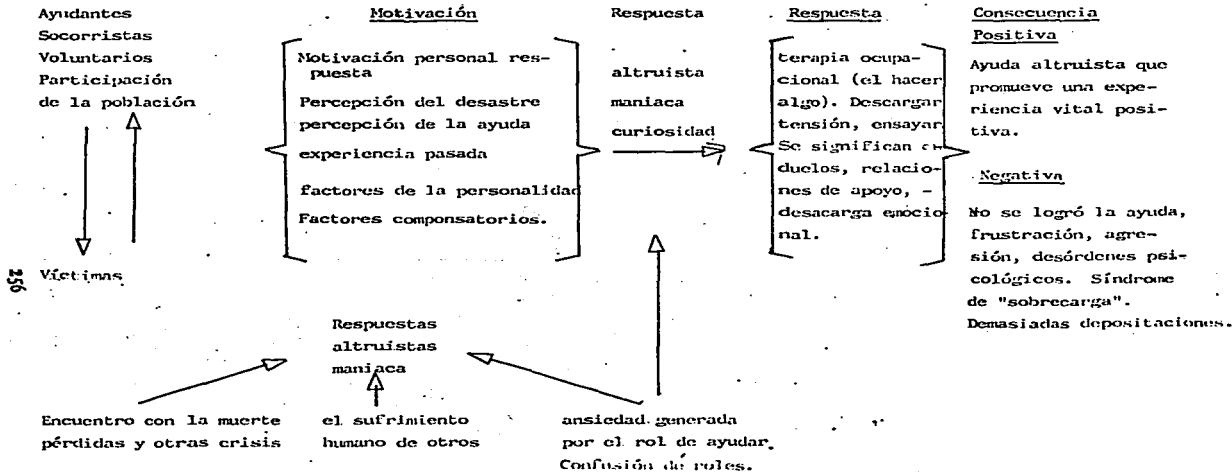 Ayudantes
Socorristas
Voluntarios
Participación
de la población
Víctimas
Motivación
Motivación personal res-
puesta
Percepción del desastre
percepción de la ayuda
experiencia pasada
factores de la personalidad
Factores componsatorios.
Respuesta
altruista
maniaca
curiosidad
Respuesta
terapia ocupa-
cional (el hacer
algo). Descargar
tensión, ensayar
Se significan
duelos, relacio-
nes de apoyo, -
desacarga emocio
nal.
Consecuencia
Positiva
Ayuda altruista que
promueve una expe-
riencia vital posi-
tiva.
Negativa
No se logró la ayuda,
frustración, agre-
sión, desórdenes psi-
cológicos. Síndrome
de "sobrecarga".
Demasiadas depositaciones.
256
Respuestas
altruistas
maniaca
Encuentro con la muerte
pérdidas y otras crisis
el sufrimiento
humano de otros
ansiedad generada
por el rol de ayudar.
Confusión de roles.